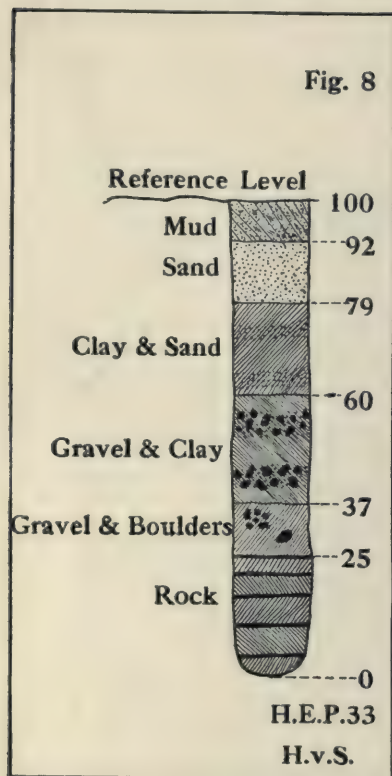 Fig. 8
Reference Level
100
Mud
92
Sand
79
Clay & Sand
60
Gravel & Clay
37
Gravel & Boulders
25
Rock
0
H.E.P.33
H.v.S.